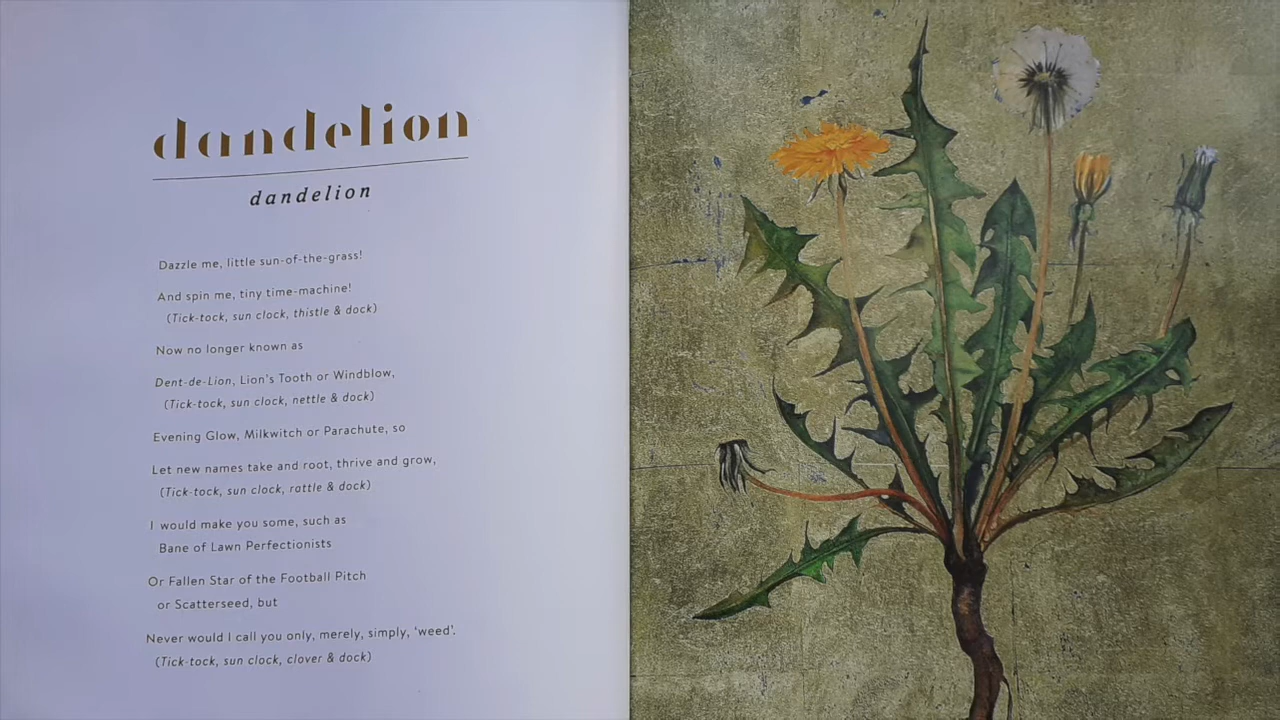 dandelion
dandelion
Dazzle me, little sun-of-the-grass!
And spin me, tiny time-machine!
(Tick-tock, sun clock, thistle & dock)
Now no longer known as
Dent-de-Lion, Lion's Tooth or Windblow,
(Tick-tock, sun clock, nettle & dock)
Evening Glow, Milkwitch or Parachute, so
Let new names take and root, thrive and grow,
(Tick-tock, sun clock, rattle & dock)
I would make you some, such as
Bane of Lawn Perfectionists
Or Fallen Star of the Football Pitch
or Scatterseed, but
Never would I call you only, merely, simply, 'weed'.
(Tick-tock, sun clock, clover & dock)